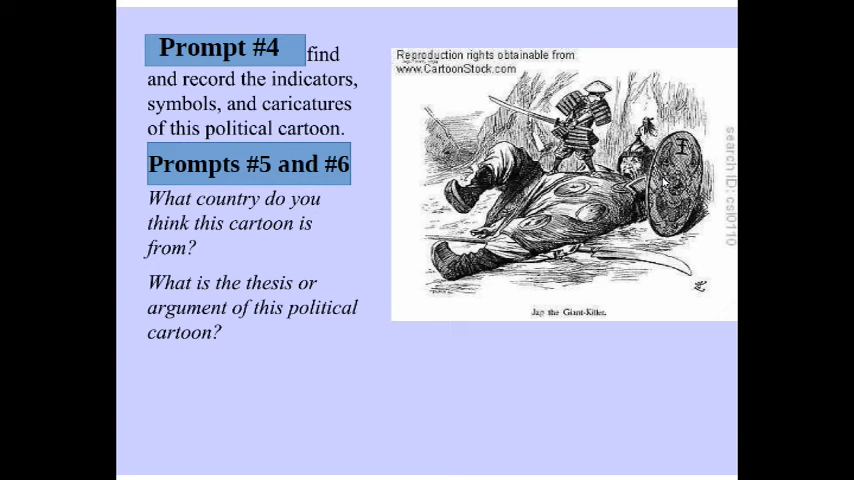 Prompt #4 find
and record the indicators,
symbols, and caricatures
of this political cartoon.
Prompts #5 and #6
What country do you
think this cartoon is
from?
What is the thesis or
argument of this political
cartoon?
Reproduction rights obtainable from
www.CartoonStock.com
search ID: csl0110
王
Jap the Giant-Killer.